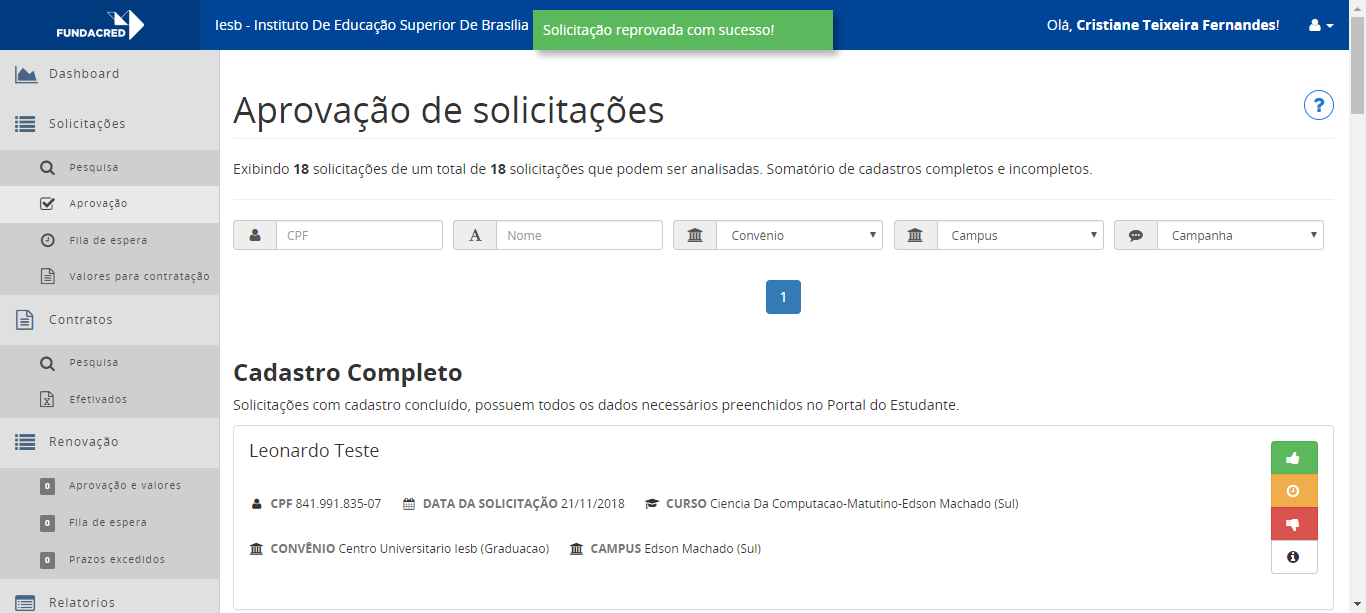 FUNDACRED
Iesb - Instituto De Educação Superior De Brasília
Solicitação reprovada com sucesso!
Olá, Cristiane Teixeira Fernandes!
Dashboard
Solicitações
Pesquisa
Aprovação
Fila de espera
Valores para contratação
Contratos
Pesquisa
Efetivados
Renovação
0 Aprovação e valores
0 Fila de espera
0 Prazos excedidos
Relatórios
Aprovação de solicitações
?
Exibindo 18 solicitações de um total de 18 solicitações que podem ser analisadas. Somatório de cadastros completos e incompletos.
CPF
A Nome
Convênio
Campus
Campanha
1
Cadastro Completo
Solicitações com cadastro concluído, possuem todos os dados necessários preenchidos no Portal do Estudante.
Leonardo Teste
CPF 841.991.835-07 DATA DA SOLICITAÇÃO 21/11/2018 CURSO Ciencia Da Computacao-Matutino-Edson Machado (Sul)
CONVÊNIO Centro Universitario Iesb (Graduacao) CAMPUS Edson Machado (Sul)